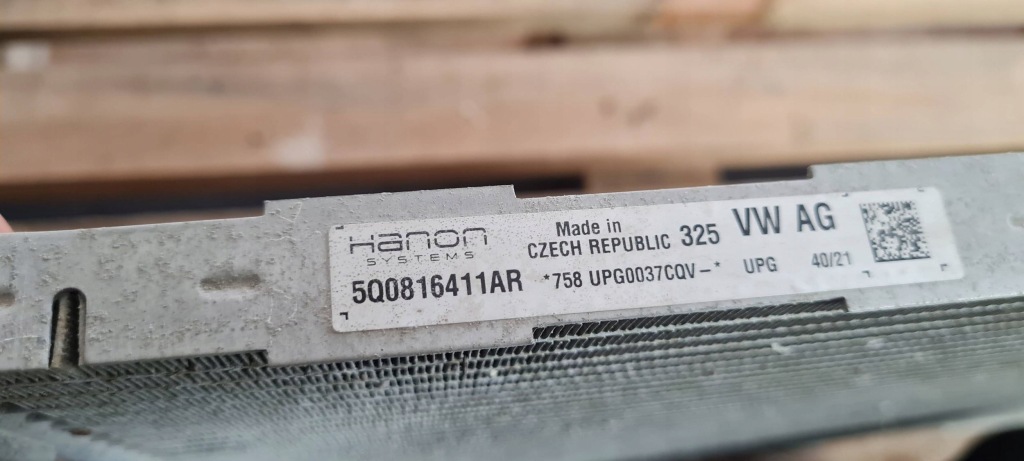 Hanon
SYSTEMS
Made in
CZECH REPUBLIC 325 VW AG
5Q0816411AR *758 UPG0037CQV-* UPG 40/21